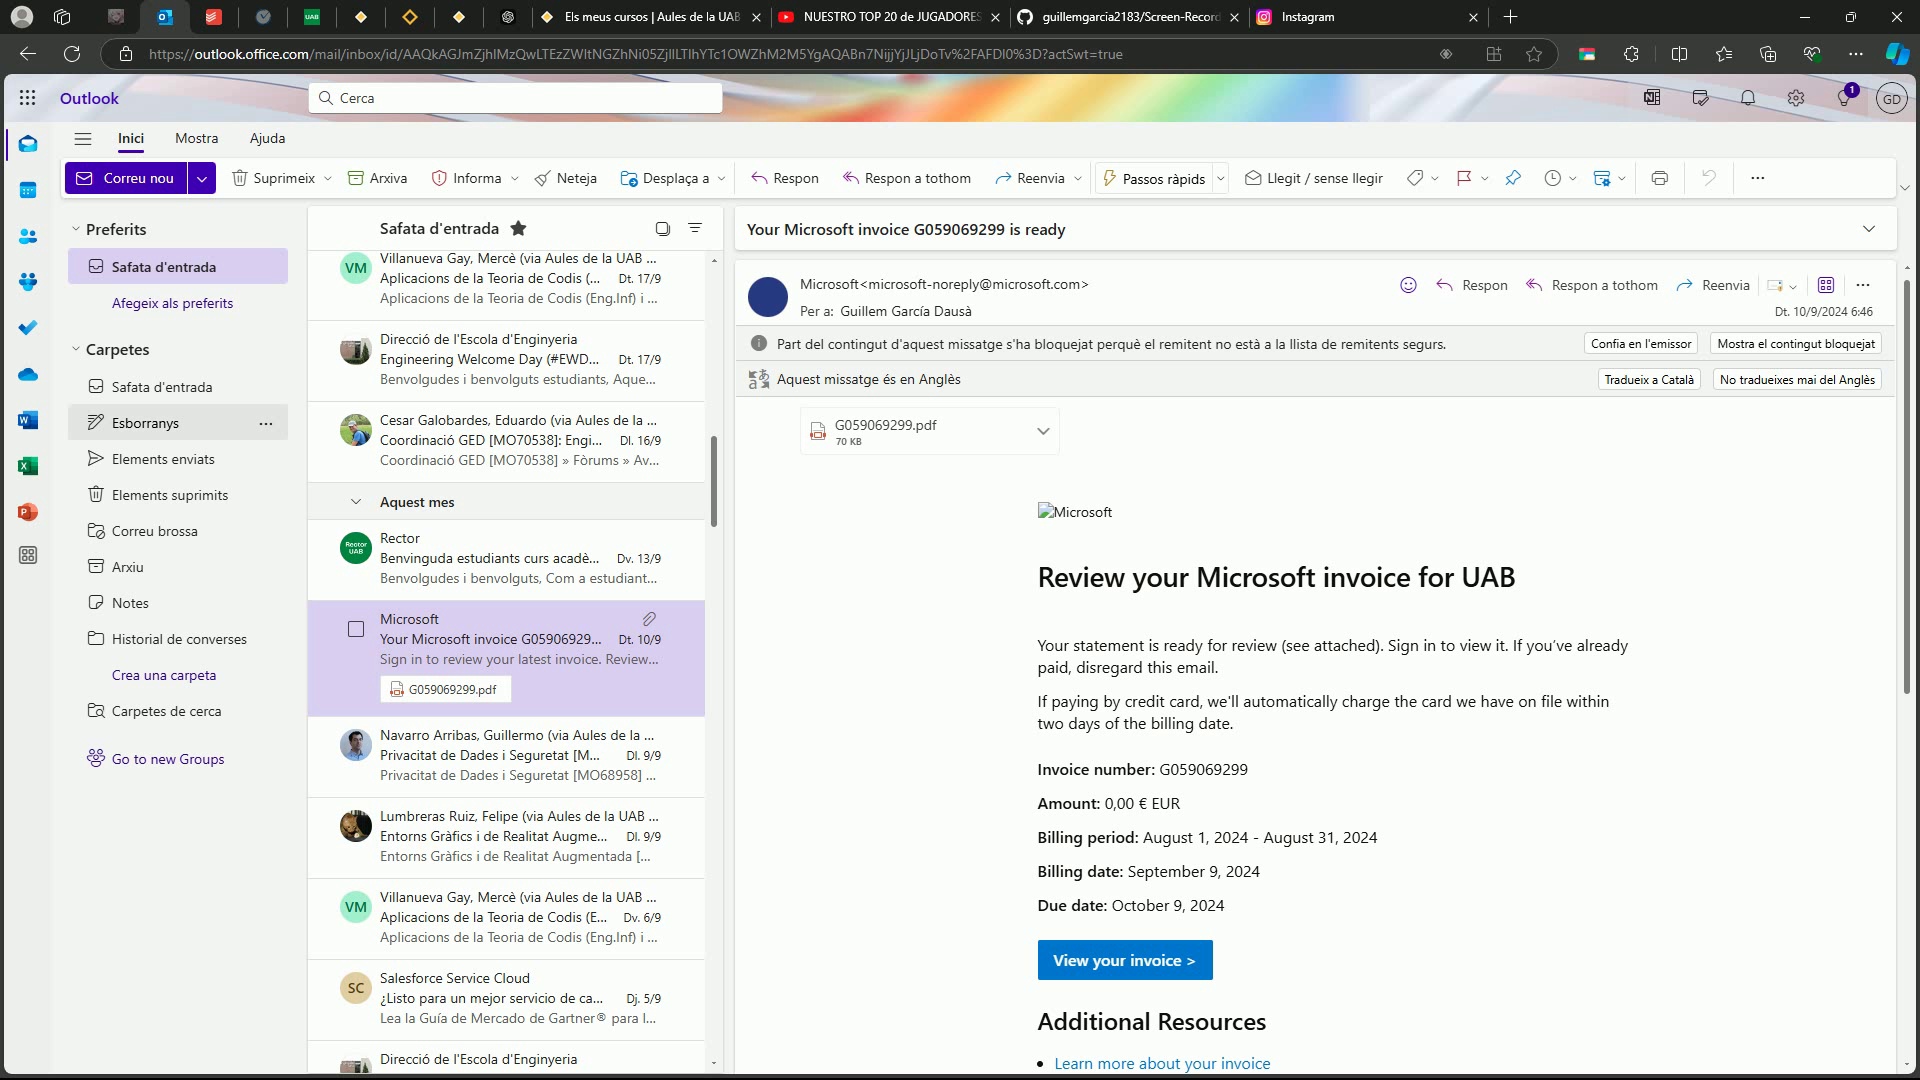 Els meus cursos | Aules de la UAB
NUESTRO TOP 20 de JUGADORES
guillemgarcia2183/Screen-Record
Instagram
https://outlook.office.com/mail/inbox/id/
Outlook
Cerca
1
GD
Inici
Mostra
Ajuda
Correu nou
Suprimeix
Arxiva
Informa
Neteja
Desplaça a
Respon
Respon a tothom
Reenvia
Passos ràpids
Llegit / sense llegir
Preferits
Safata d'entrada
Afegeix als preferits
Carpetes
Safata d'entrada
Esborranys
Elements enviats
Elements suprimits
Correu brossa
Arxiu
Notes
Historial de converses
Crea una carpeta
Carpetes de cerca
Go to new Groups
Safata d'entrada
VM
Villanueva Gay, Mercè (via Aules de la UAB ...
Aplicacions de la Teoria de Codis (... Dt. 17/9
Aplicacions de la Teoria de Codis (Eng.Inf) i ...
Direcció de l'Escola d'Enginyeria
Engineering Welcome Day (#EWD... Dt. 17/9
Benvolgudes i benvolguts estudiants, Aque...
Cesar Galobardes, Eduardo (via Aules de la ...
Coordinació GED [MO70538]: Engi... Dl. 16/9
Coordinació GED [MO70538] » Fòrums » Av...
Aquest mes
Rector UAB
Rector
Benvinguda estudiants curs acadè... Dv. 13/9
Benvolgudes i benvolguts, Com a estudiant...
Microsoft
Your Microsoft invoice G05906929... Dt. 10/9
Sign in to review your latest invoice. Review...
G059069299.pdf
Navarro Arribas, Guillermo (via Aules de la ...
Privacitat de Dades i Seguretat [M... Dl. 9/9
Privacitat de Dades i Seguretat [MO68958] ...
Lumbreras Ruiz, Felipe (via Aules de la UAB ...
Entorns Gràfics i de Realitat Augme... Dl. 9/9
Entorns Gràfics i de Realitat Augmentada [...
VM
Villanueva Gay, Mercè (via Aules de la UAB ...
Aplicacions de la Teoria de Codis (E... Dv. 6/9
Aplicacions de la Teoria de Codis (Eng.Inf) i ...
SC
Salesforce Service Cloud
¿Listo para un mejor servicio de ca... Dj. 5/9
Lea la Guía de Mercado de Gartner® para l...
Direcció de l'Escola d'Enginyeria
Your Microsoft invoice G059069299 is ready
Microsoft<microsoft-noreply@microsoft.com>
Per a: Guillem García Dausà
Respon
Respon a tothom
Reenvia
Dt. 10/9/2024 6:46
Part del contingut d'aquest missatge s'ha bloquejat perquè el remitent no està a la llista de remitents segurs.
Confia en l'emissor
Mostra el contingut bloquejat
Aquest missatge és en Anglès
Tradueix a Català
No tradueixes mai del Anglès
G059069299.pdf
70 KB
Microsoft
Review your Microsoft invoice for UAB
Your statement is ready for review (see attached). Sign in to view it. If you've already
paid, disregard this email.
If paying by credit card, we'll automatically charge the card we have on file within
two days of the billing date.
Invoice number: G059069299
Amount: 0,00 € EUR
Billing period: August 1, 2024 - August 31, 2024
Billing date: September 9, 2024
Due date: October 9, 2024
View your invoice >
Additional Resources
Learn more about your invoice